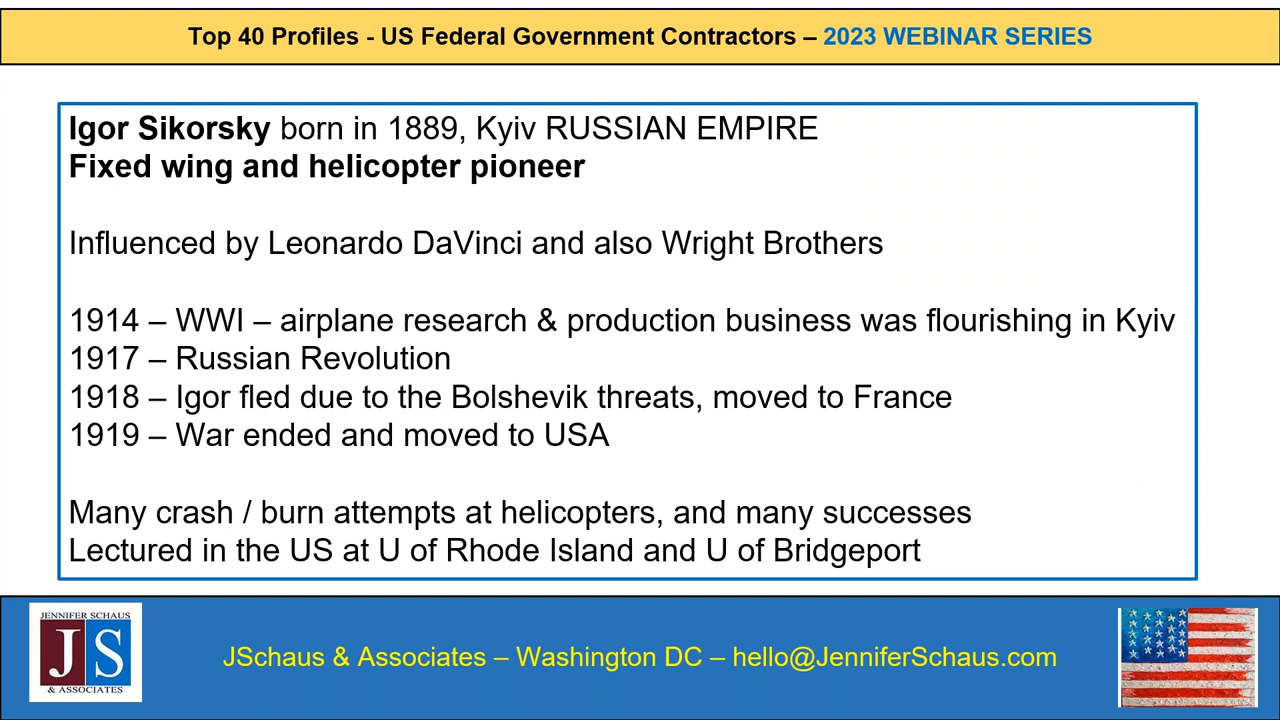 Top 40 Profiles - US Federal Government Contractors – 2023 WEBINAR SERIES
Igor Sikorsky born in 1889, Kyiv RUSSIAN EMPIRE
Fixed wing and helicopter pioneer
Influenced by Leonardo DaVinci and also Wright Brothers
1914 – WWI – airplane research & production business was flourishing in Kyiv
1917 – Russian Revolution
1918 – Igor fled due to the Bolshevik threats, moved to France
1919 – War ended and moved to USA
Many crash / burn attempts at helicopters, and many successes
Lectured in the US at U of Rhode Island and U of Bridgeport
JENNIFER SCHAUS
JS
& ASSOCIATES
JSchaus & Associates – Washington DC – hello@JenniferSchaus.com